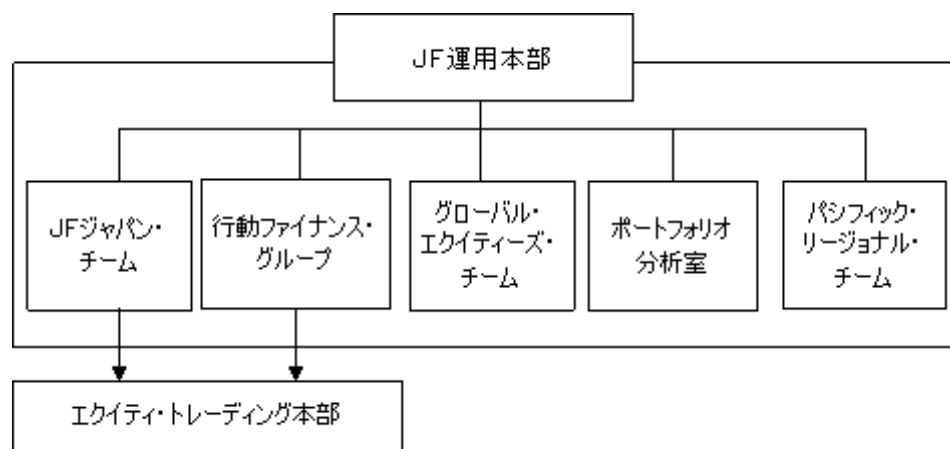 JF運用本部
JFジャパン・
チーム
行動ファイナンス・
グループ
グローバル・
エクイティーズ・
チーム
ポートフォリオ
分析室
パシフィック・
リージョナル・
チーム
エクイティ・トレーディング本部